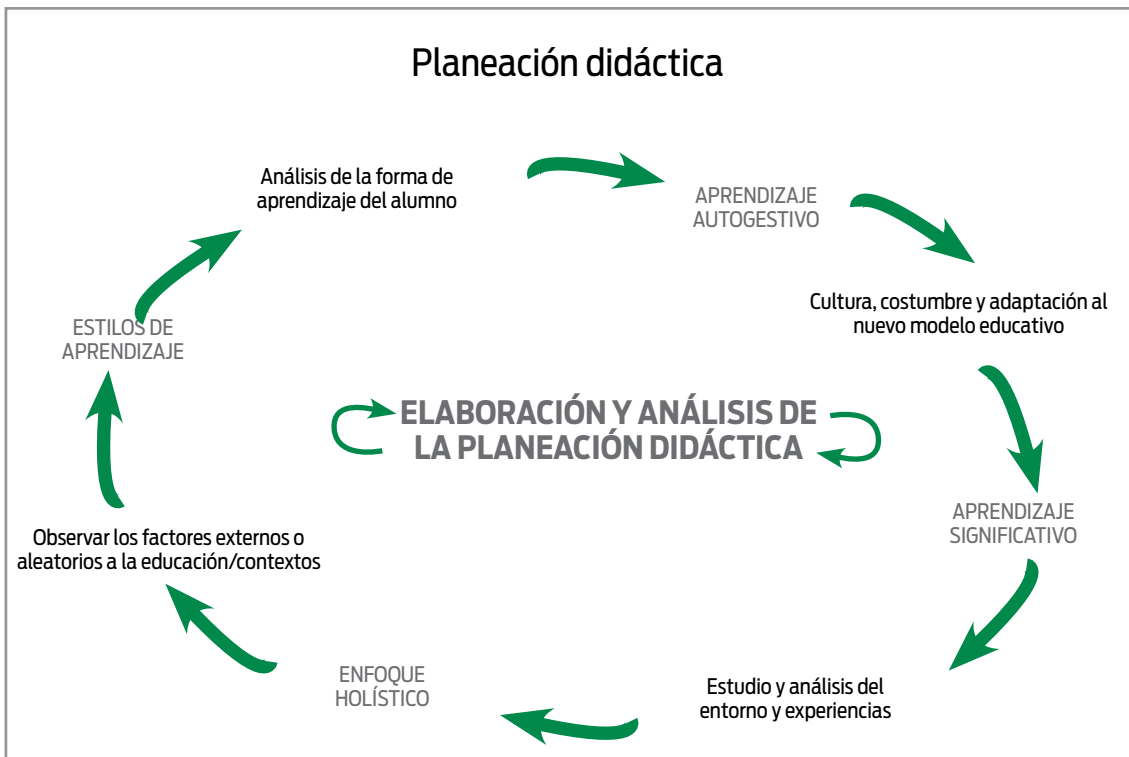 Planeación didáctica
Análisis de la forma de
aprendizaje del alumno
APRENDIZAJE
AUTOGESTIVO
Cultura, costumbre y adaptación al
nuevo modelo educativo
APRENDIZAJE
SIGNIFICATIVO
Estudio y análisis del
entorno y experiencias
ENFOQUE
HOLÍSTICO
Observar los factores externos o
aleatorios a la educación/contextos
ESTILOS DE
APRENDIZAJE
ELABORACIÓN Y ANÁLISIS DE
LA PLANEACIÓN DIDÁCTICA